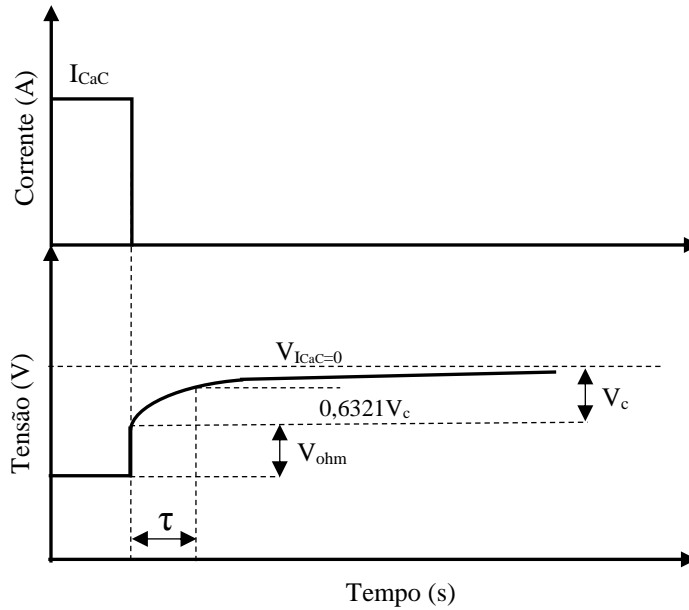 I_CaC
Corrente (A)
V_ICaC=0
0,6321V_c
V_c
V_ohm
Tensão (V)
τ
Tempo (s)